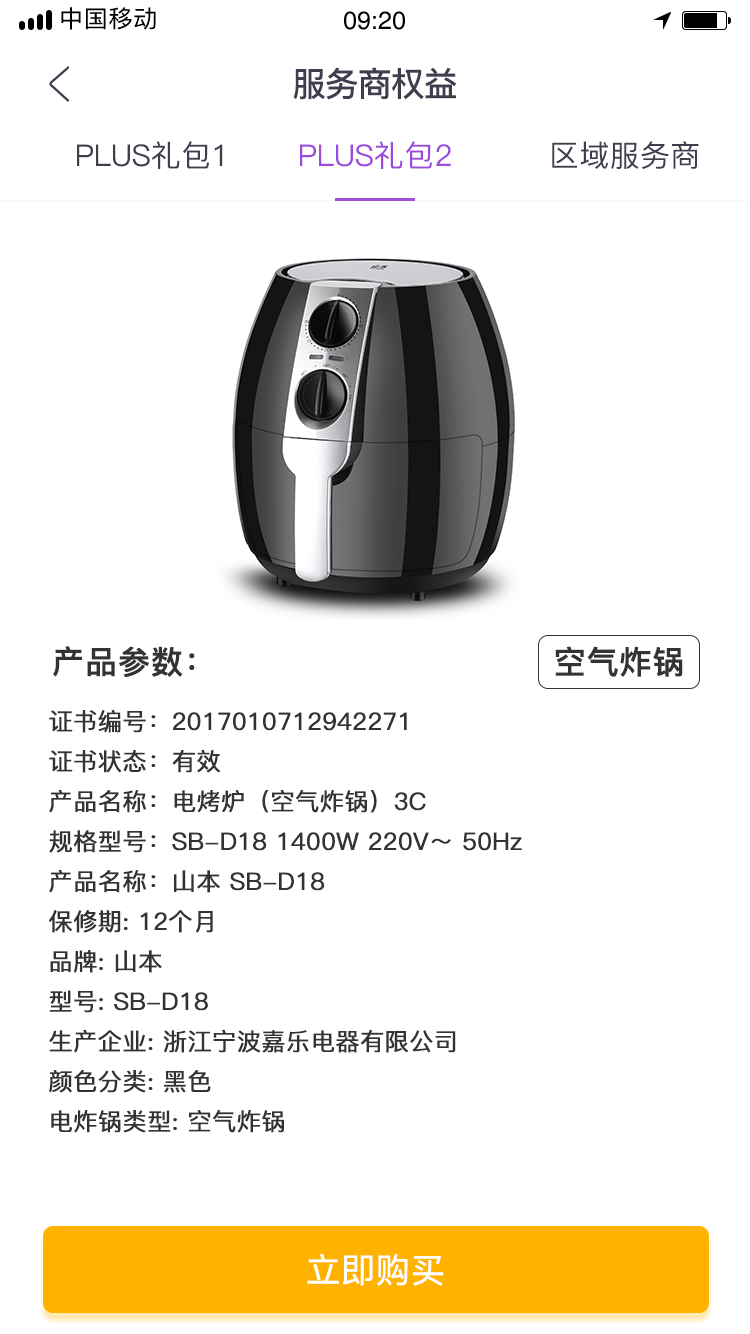 中国移动 09:20
服务商权益
PLUS礼包1 PLUS礼包2 区域服务商
山本
产品参数：
空气炸锅
证书编号：2017010712942271
证书状态：有效
产品名称：电烤炉（空气炸锅）3C
规格型号：SB–D18 1400W 220V～ 50Hz
产品名称：山本 SB–D18
保修期: 12个月
品牌: 山本
型号: SB–D18
生产企业: 浙江宁波嘉乐电器有限公司
颜色分类: 黑色
电炸锅类型: 空气炸锅
立即购买